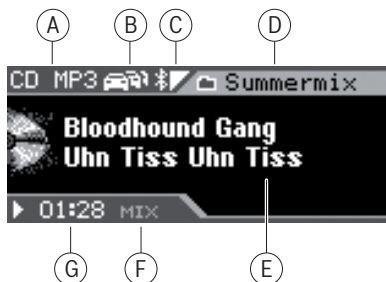 A B C D
CD MP3 Summermix
Bloodhound Gang
Uhn Tiss Uhn Tiss
01:28 MIX
G F E